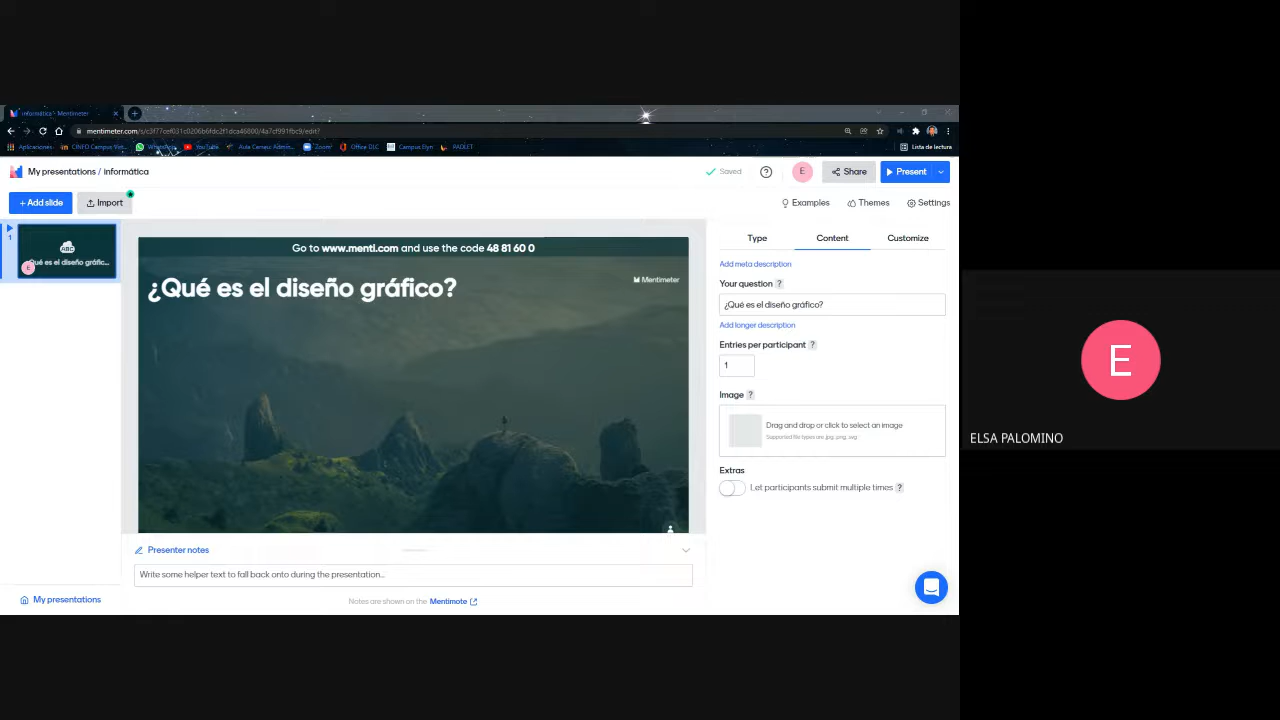 informática - Mentimeter
mentimeter.com/s/c3f77cef031c0206b6fdc2f1dca46800/4a7cf991fbc9/edit?
Aplicaciones
CINFO Campus Virt...
WhatsApp
YouTube
Aula Cemeis: Admin...
Zoom
Office DLC
Campus Elyn
PADLET
Lista de lectura
My presentations / informática
Saved
?
E
Share
Present
+ Add slide
Import
Examples
Themes
Settings
1
ABC
¿Qué es el diseño gráfic...
E
Go to www.menti.com and use the code 48 81 60 0
¿Qué es el diseño gráfico?
Mentimeter
Type
Content
Customize
Add meta description
Your question ?
¿Qué es el diseño gráfico?
Add longer description
Entries per participant ?
1
Image ?
Drag and drop or click to select an image
Supported file types are .jpg, .png, .svg
Extras
Let participants submit multiple times ?
Presenter notes
Write some helper text to fall back onto during the presentation...
Notes are shown on the Mentimote
My presentations
E
ELSA PALOMINO